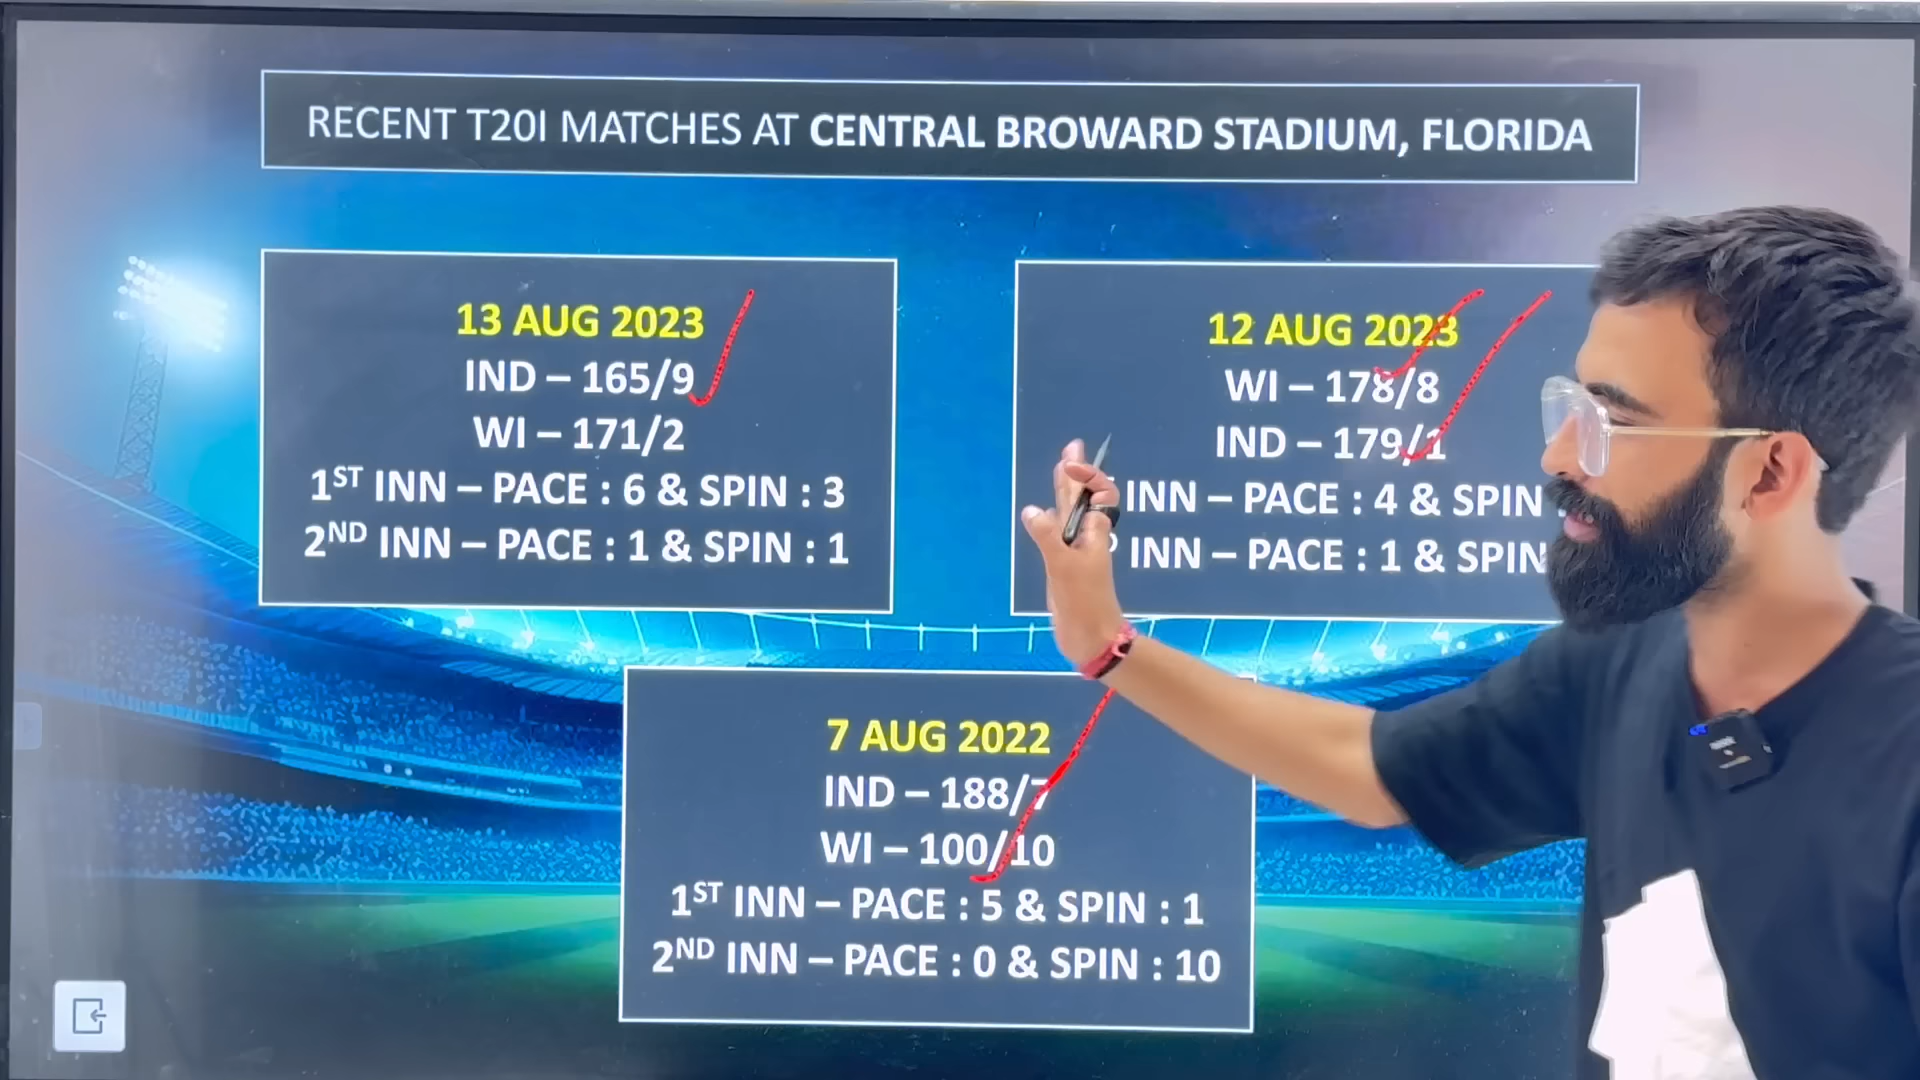 RECENT T20I MATCHES AT CENTRAL BROWARD STADIUM, FLORIDA
13 AUG 2023
IND – 165/9
WI – 171/2
1ST INN – PACE : 6 & SPIN : 3
2ND INN – PACE : 1 & SPIN : 1
12 AUG 2023
WI – 178/8
IND – 179/1
INN – PACE : 4 & SPIN
INN – PACE : 1 & SPIN
7 AUG 2022
IND – 188/7
WI – 100/10
1ST INN – PACE : 5 & SPIN : 1
2ND INN – PACE : 0 & SPIN : 10